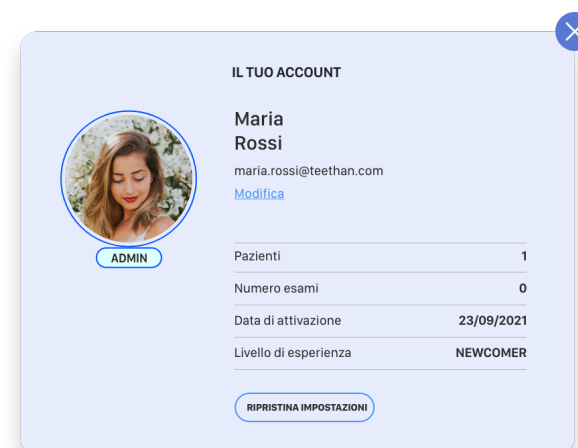 IL TUO ACCOUNT
Maria
Rossi
maria.rossi@teethan.com
Modifica
ADMIN
Pazienti 1
Numero esami 0
Data di attivazione 23/09/2021
Livello di esperienza NEWCOMER
RIPRISTINA IMPOSTAZIONI